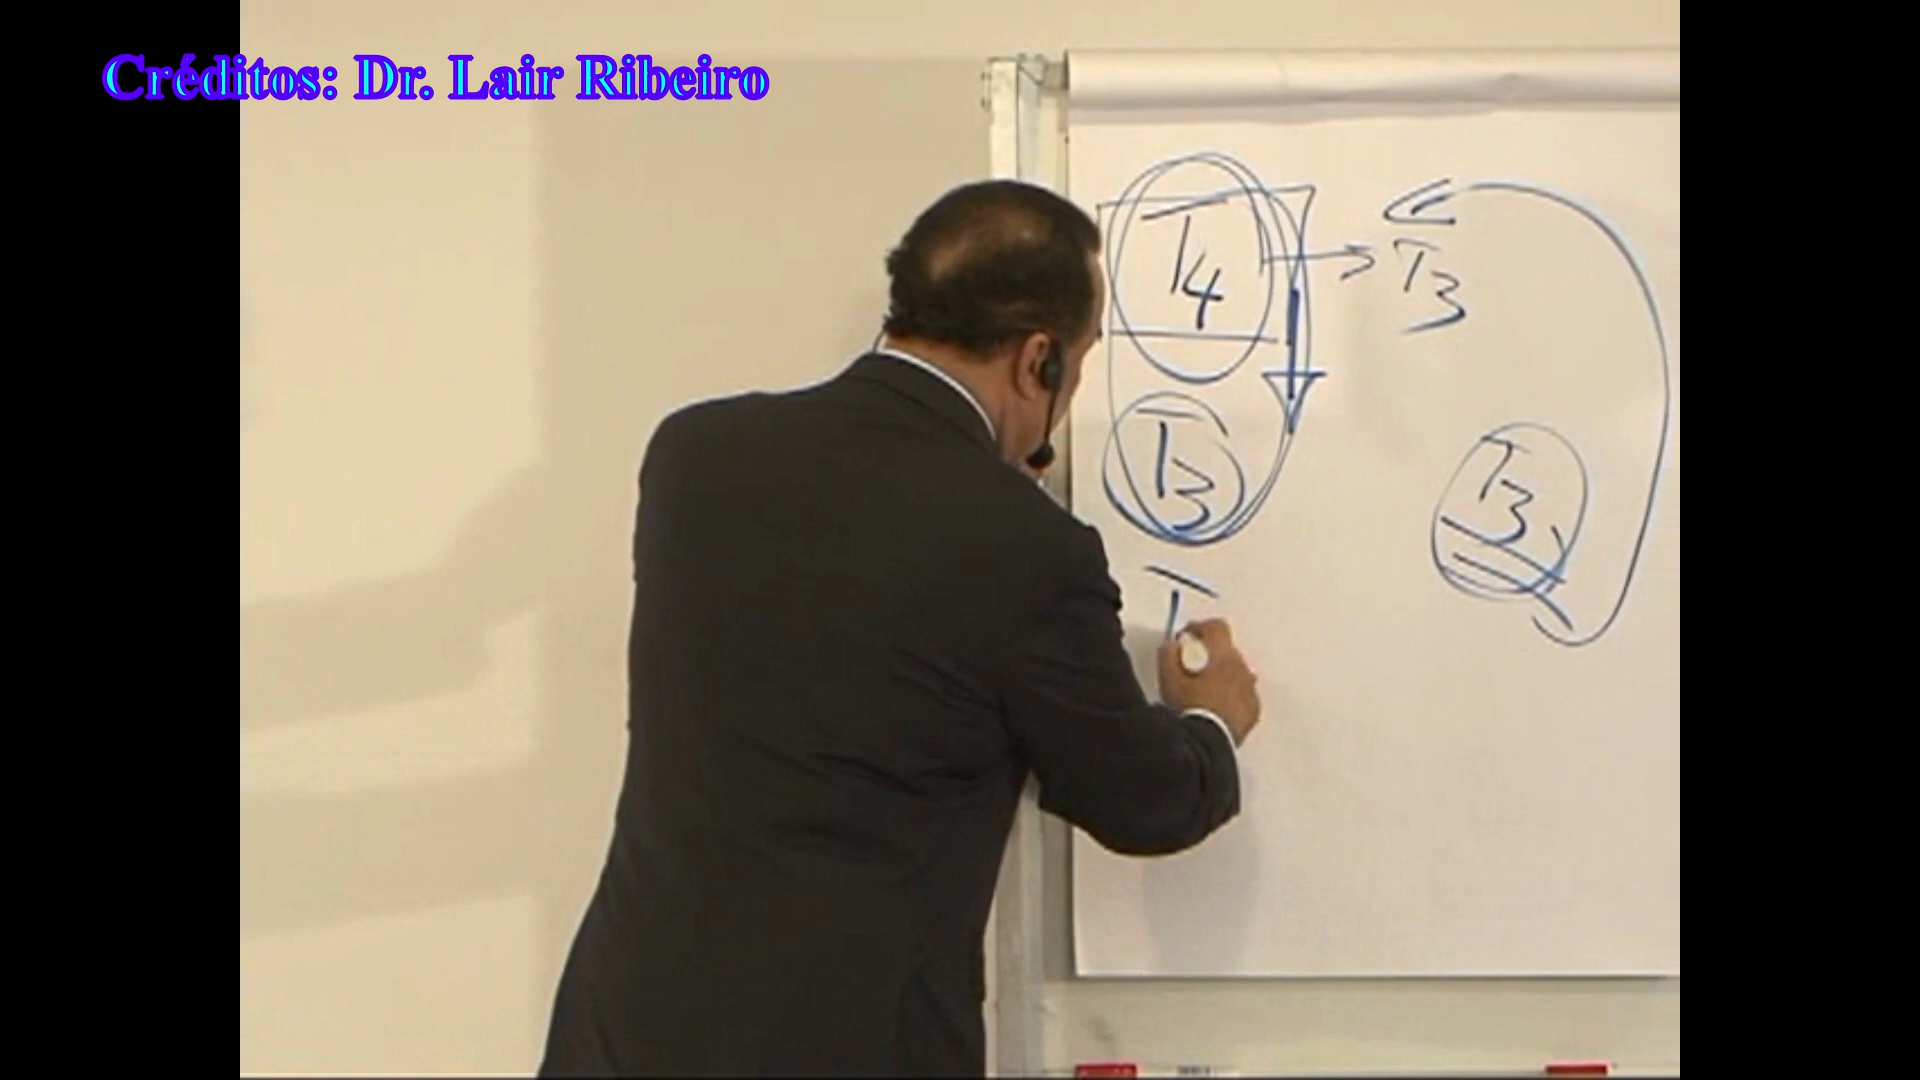 Créditos: Dr. Lair Ribeiro
T4 → T3
T3
T3
T